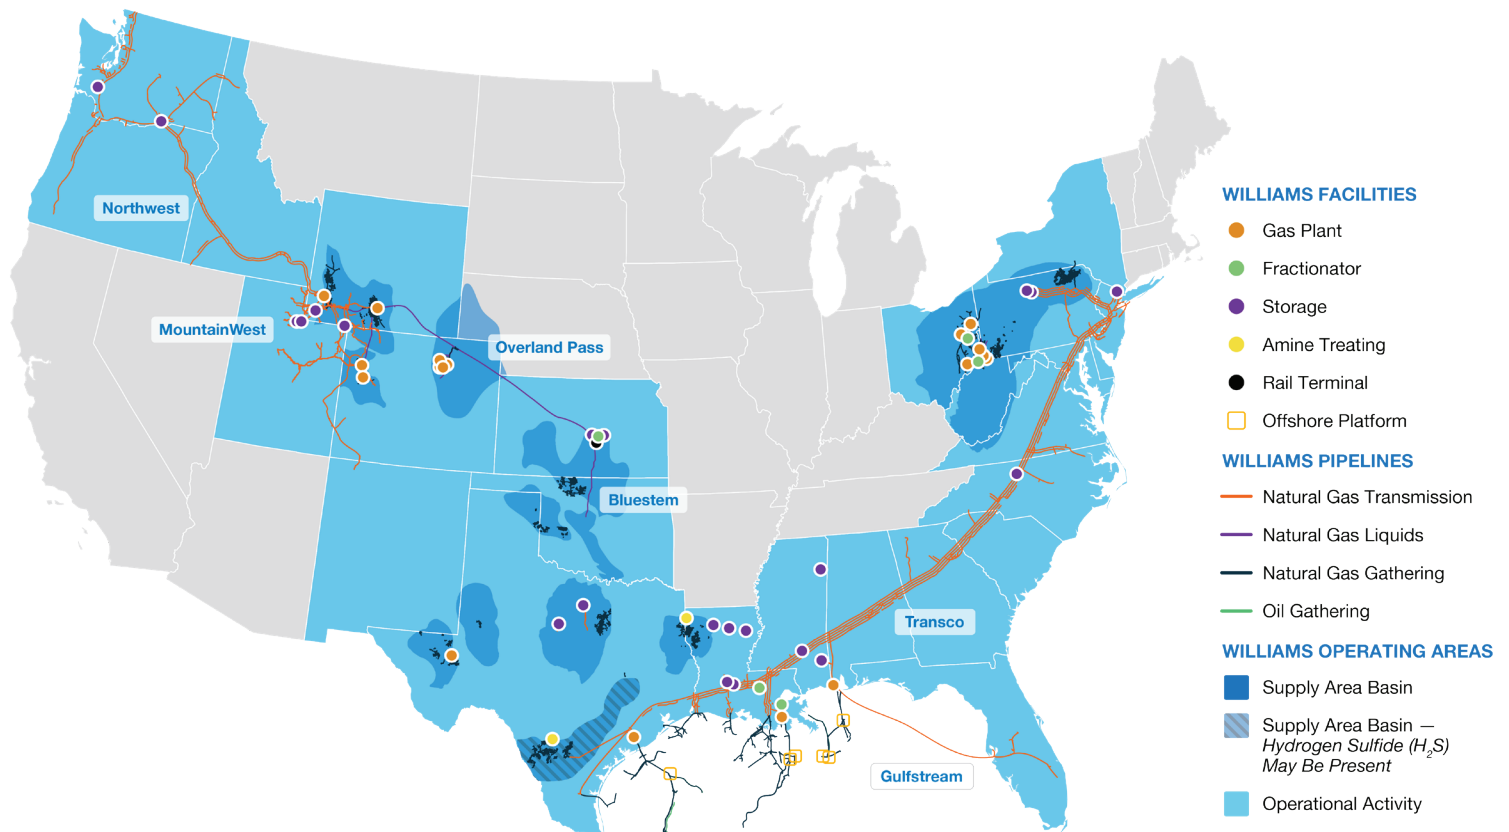 Northwest
MountainWest
Overland Pass
Bluestem
Transco
Gulfstream
WILLIAMS FACILITIES
Gas Plant
Fractionator
Storage
Amine Treating
Rail Terminal
Offshore Platform
WILLIAMS PIPELINES
Natural Gas Transmission
Natural Gas Liquids
Natural Gas Gathering
Oil Gathering
WILLIAMS OPERATING AREAS
Supply Area Basin
Supply Area Basin —
Hydrogen Sulfide (H₂S)
May Be Present
Operational Activity